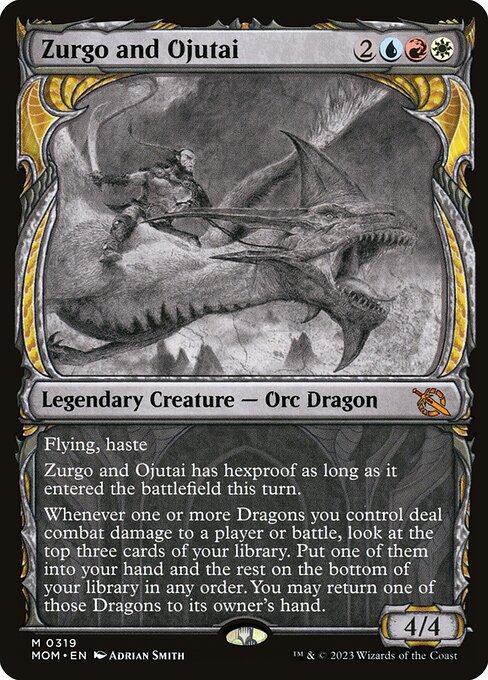 Zurgo and Ojutai 2
Legendary Creature — Orc Dragon
Flying, haste
Zurgo and Ojutai has hexproof as long as it
entered the battlefield this turn.
Whenever one or more Dragons you control deal
combat damage to a player or battle, look at the
top three cards of your library. Put one of them
into your hand and the rest on the bottom of
your library in any order. You may return one of
those Dragons to its owner's hand.
4/4
M 0319
MOM • EN Adrian Smith
™ & © 2023 Wizards of the Coast